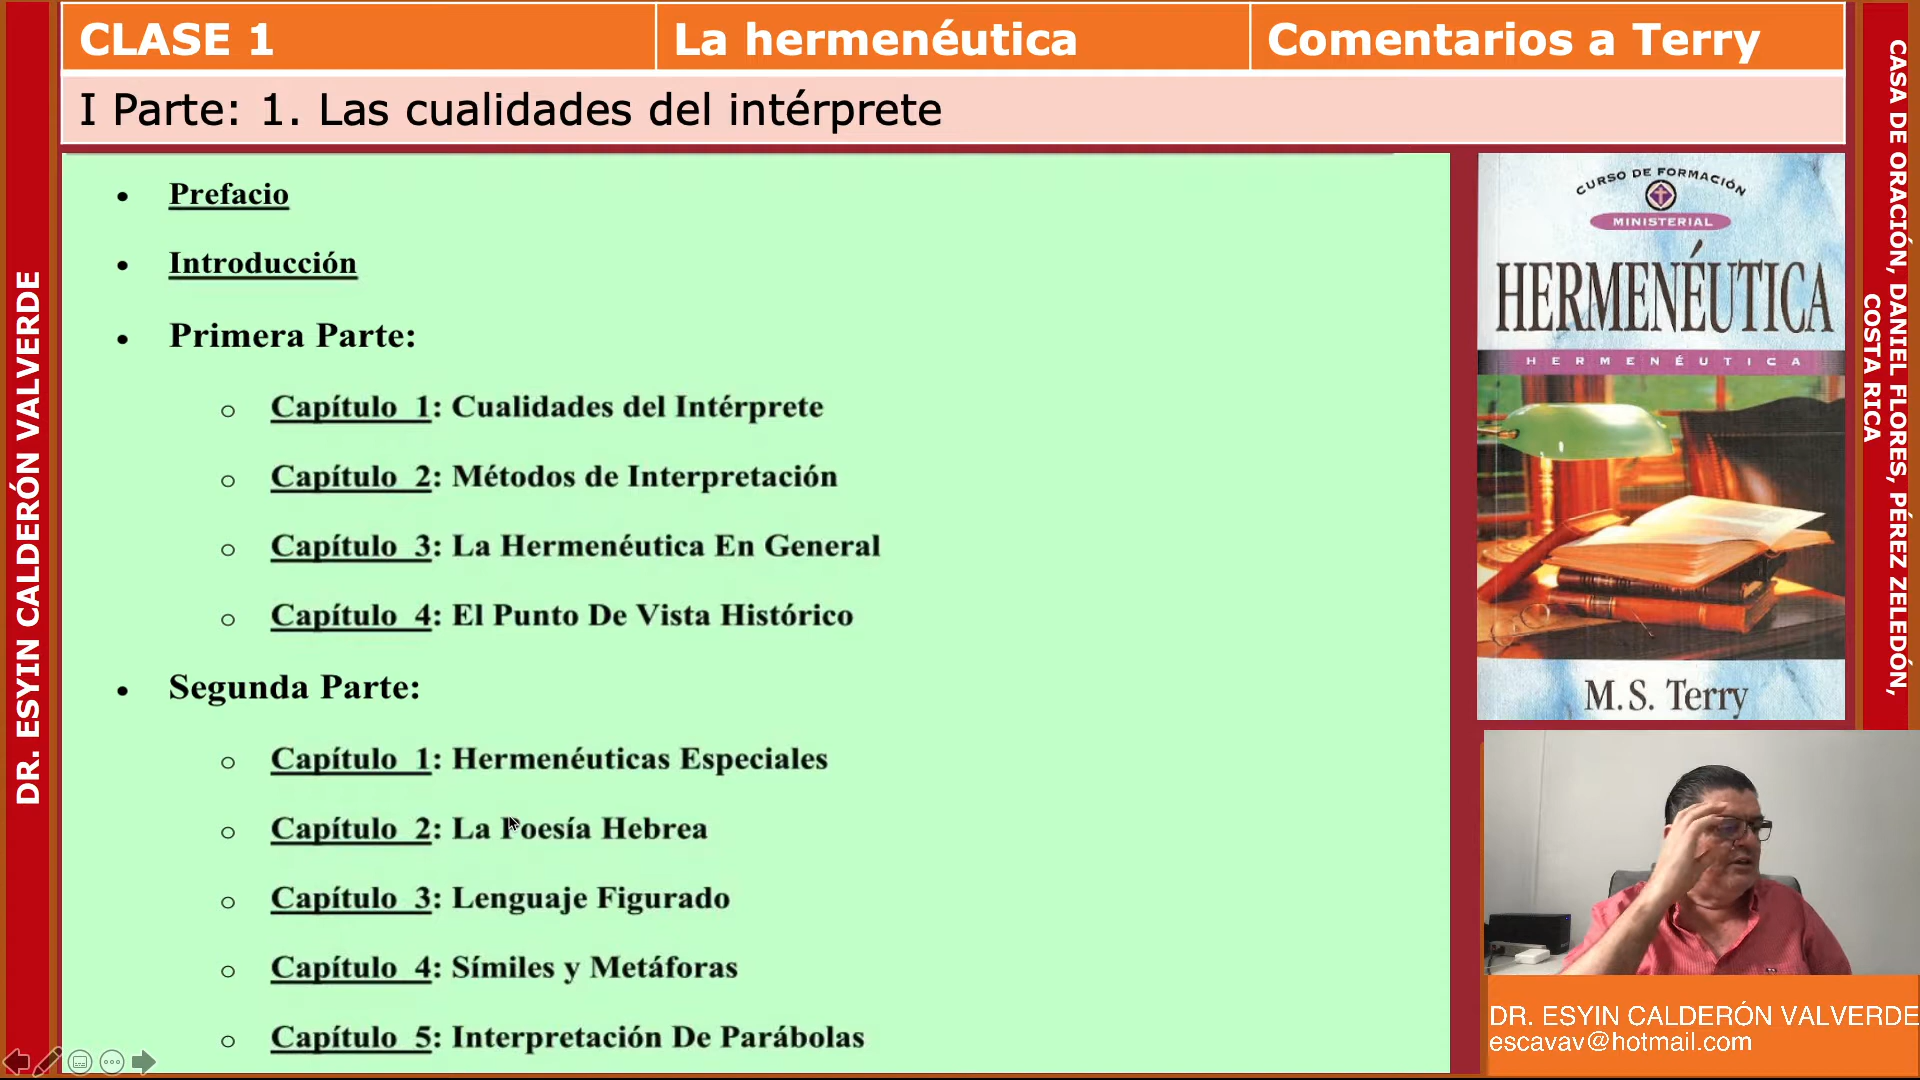 CLASE 1
La hermenéutica
Comentarios a Terry
I Parte: 1. Las cualidades del intérprete
DR. ESYIN CALDERÓN VALVERDE
• Prefacio
• Introducción
• Primera Parte:
o Capítulo 1: Cualidades del Intérprete
o Capítulo 2: Métodos de Interpretación
o Capítulo 3: La Hermenéutica En General
o Capítulo 4: El Punto De Vista Histórico
• Segunda Parte:
o Capítulo 1: Hermenéuticas Especiales
o Capítulo 2: La Poesía Hebrea
o Capítulo 3: Lenguaje Figurado
o Capítulo 4: Símiles y Metáforas
o Capítulo 5: Interpretación De Parábolas
CURSO DE FORMACIÓN
MINISTERIAL
HERMENÉUTICA
HERMENÉUTICA
M. S. Terry
CASA DE ORACIÓN, DANIEL FLORES, PÉREZ ZELEDÓN,
COSTA RICA
DR. ESYIN CALDERÓN VALVERDE
escavav@hotmail.com